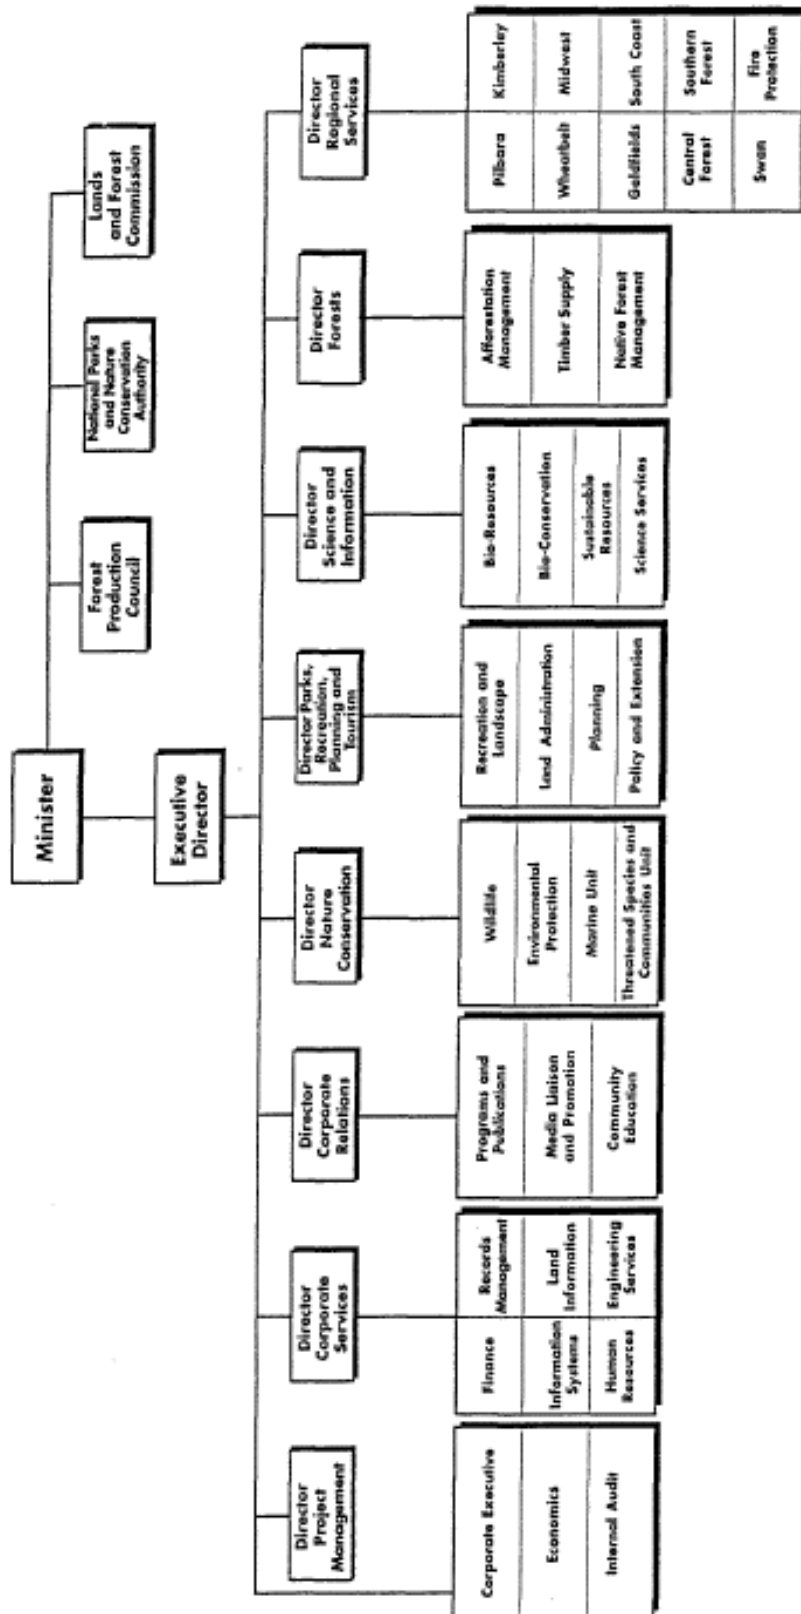 Minister
Forest
Production
Council
National Parks
and Nature
Conservation
Authority
Lands
and Forest
Commission
Executive
Director
Director
Project
Management
Director
Corporate
Services
Director
Corporate
Relations
Director
Nature
Conservation
Director Parks,
Recreation,
Planning and
Tourism
Director
Science and
Information
Director
Forests
Director
Regional
Services
Corporate Executive
Economics
Internal Audit
Finance
Records
Management
Information
Systems
Land
Information
Human
Resources
Engineering
Services
Programs and
Publications
Media Liaison
and Promotion
Community
Education
Wildlife
Environmental
Protection
Marine Unit
Threatened Species and
Communities Unit
Recreation and
Landscape
Land Administration
Planning
Policy and Extension
Bio-Resources
Bio-Conservation
Sustainable
Resources
Science Services
Afforestation
Management
Timber Supply
Native Forest
Management
Pilbara
Kimberley
Wheatbelt
Midwest
Goldfields
South Coast
Central
Forest
Southern
Forest
Swan
Fire
Protection